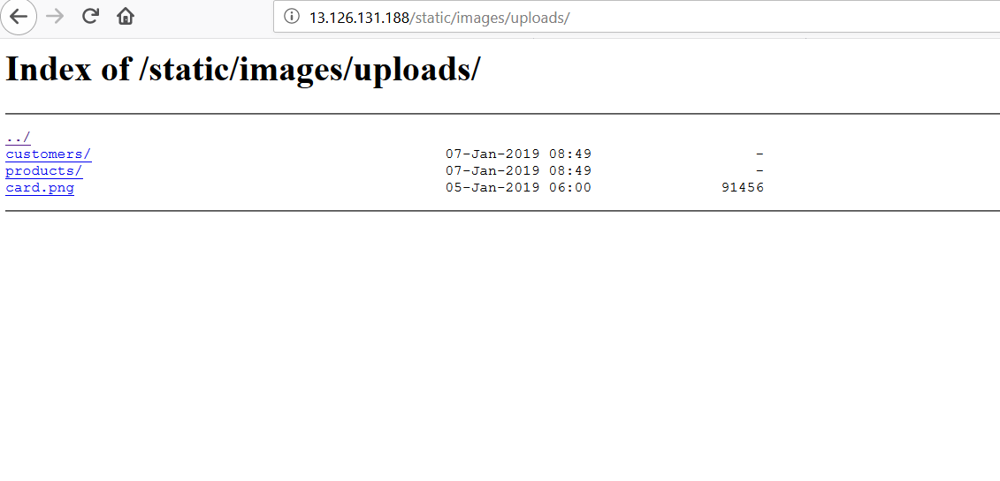 13.126.131.188/static/images/uploads/
Index of /static/images/uploads/
../
customers/ 07-Jan-2019 08:49 -
products/ 07-Jan-2019 08:49 -
card.png 05-Jan-2019 06:00 91456